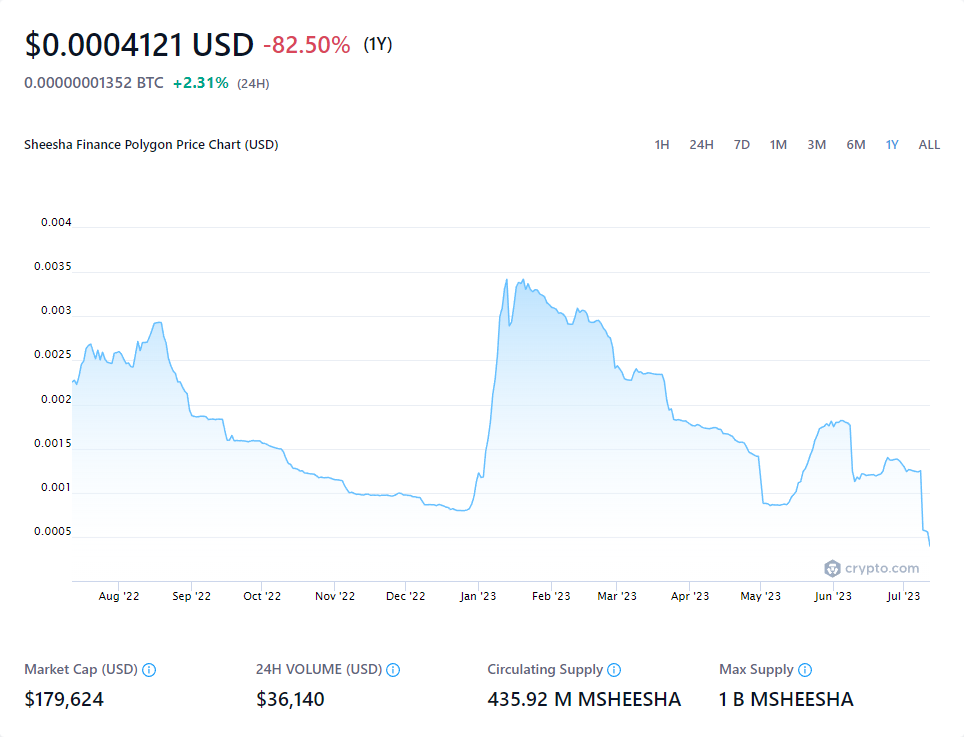 $0.0004121 USD -82.50% (1Y)
0.00000001352 BTC +2.31% (24H)
Sheesha Finance Polygon Price Chart (USD) 1H 24H 7D 1M 3M 6M 1Y ALL
0.004
0.0035
0.003
0.0025
0.002
0.0015
0.001
0.0005
crypto.com
Aug '22 Sep '22 Oct '22 Nov '22 Dec '22 Jan '23 Feb '23 Mar '23 Apr '23 May '23 Jun '23 Jul '23
Market Cap (USD) 24H VOLUME (USD) Circulating Supply Max Supply
$179,624 $36,140 435.92 M MSHEESHA 1 B MSHEESHA